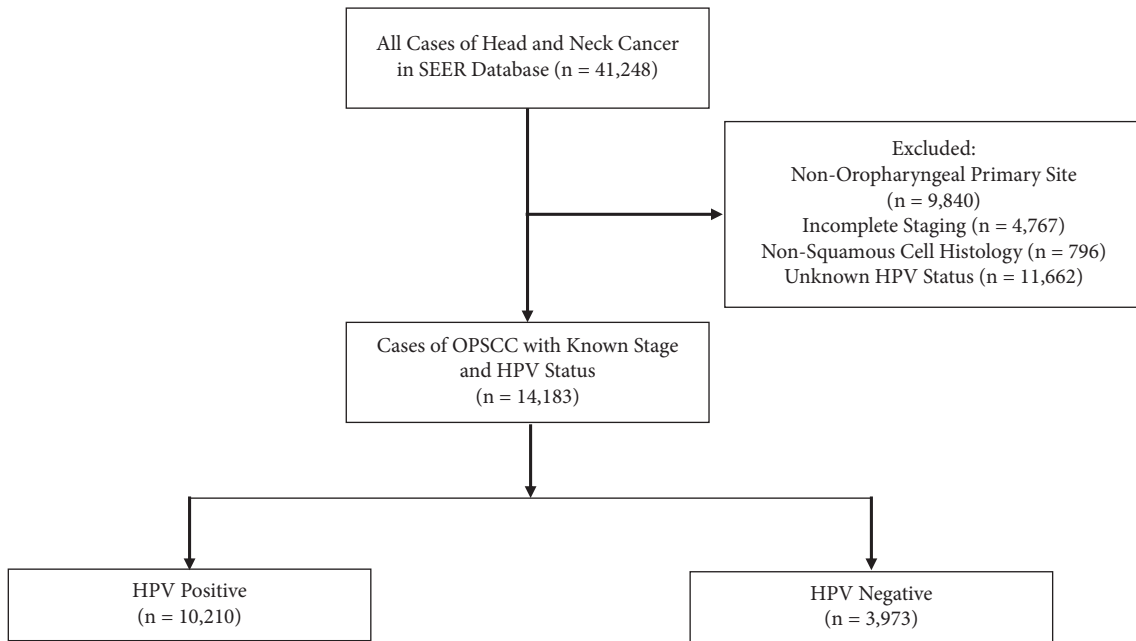 All Cases of Head and Neck Cancer
in SEER Database (n = 41,248)
Excluded:
Non-Oropharyngeal Primary Site
(n = 9,840)
Incomplete Staging (n = 4,767)
Non-Squamous Cell Histology (n = 796)
Unknown HPV Status (n = 11,662)
Cases of OPSCC with Known Stage
and HPV Status
(n = 14,183)
HPV Positive
(n = 10,210)
HPV Negative
(n = 3,973)